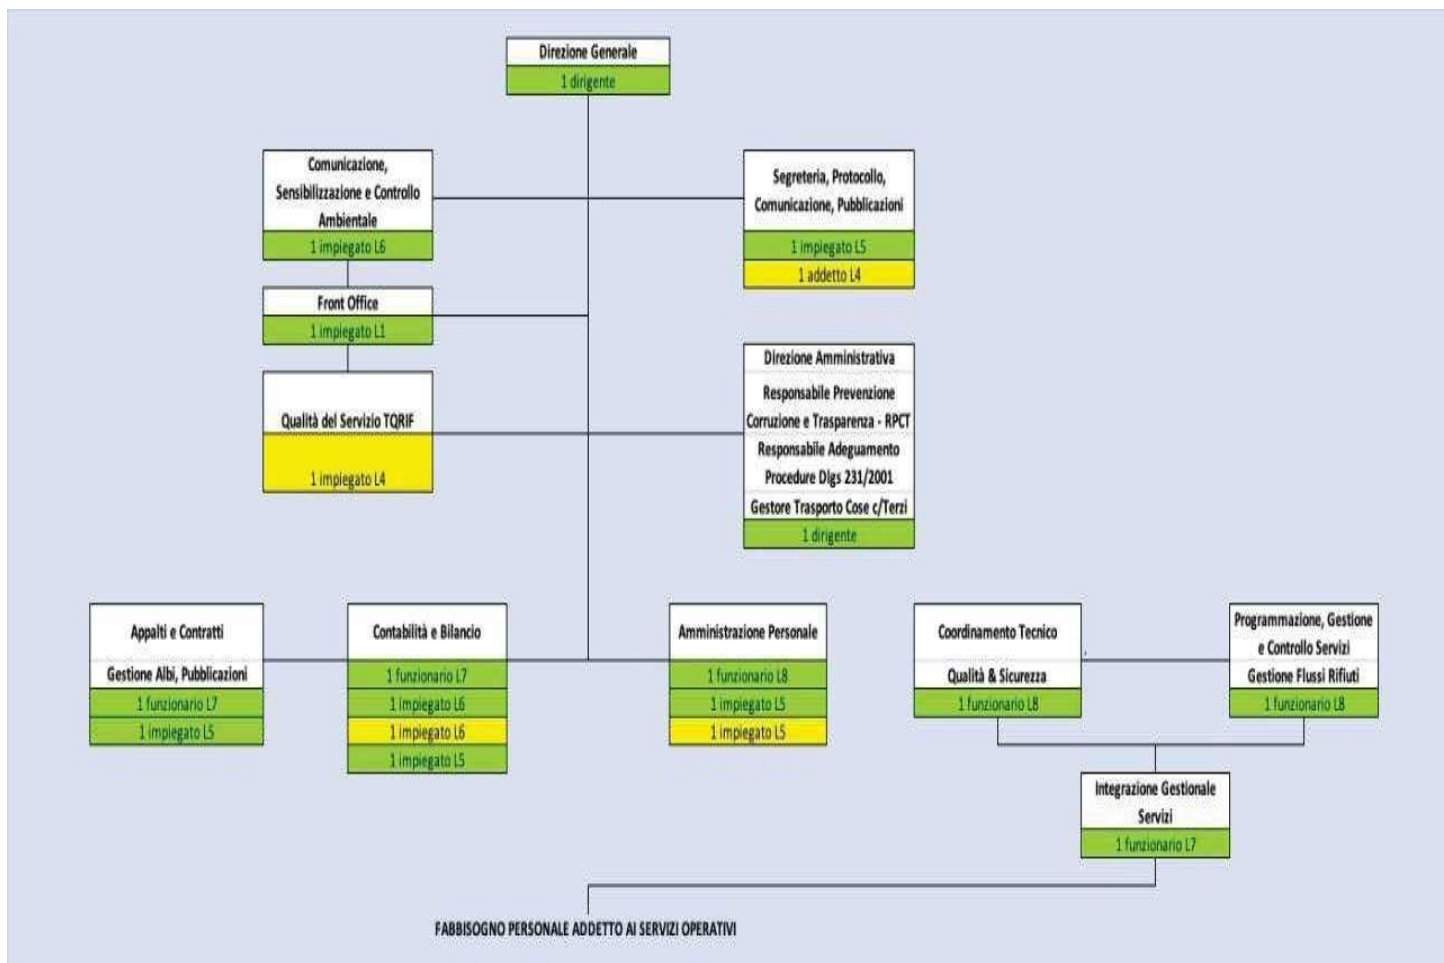 Direzione Generale
1 dirigente
Comunicazione,
Sensibilizzazione e Controllo
Ambientale
1 impiegato L6
Segreteria, Protocollo,
Comunicazione, Pubblicazioni
1 impiegato L5
1 addetto L4
Front Office
1 impiegato L1
Qualità del Servizio TQRIF
1 impiegato L4
Direzione Amministrativa
Responsabile Prevenzione
Corruzione e Trasparenza - RPCT
Responsabile Adeguamento
Procedure Dlgs 231/2001
Gestore Trasporto Cose c/Terzi
1 dirigente
Appalti e Contratti
Gestione Albi, Pubblicazioni
1 funzionario L7
1 impiegato L5
Contabilità e Bilancio
1 funzionario L7
1 impiegato L6
1 impiegato L6
1 impiegato L5
Amministrazione Personale
1 funzionario L8
1 impiegato L5
1 impiegato L5
Coordinamento Tecnico
Qualità & Sicurezza
1 funzionario L8
Programmazione, Gestione
e Controllo Servizi
Gestione Flussi Rifiuti
1 funzionario L8
Integrazione Gestionale
Servizi
1 funzionario L7
FABBISOGNO PERSONALE ADDETTO AI SERVIZI OPERATIVI